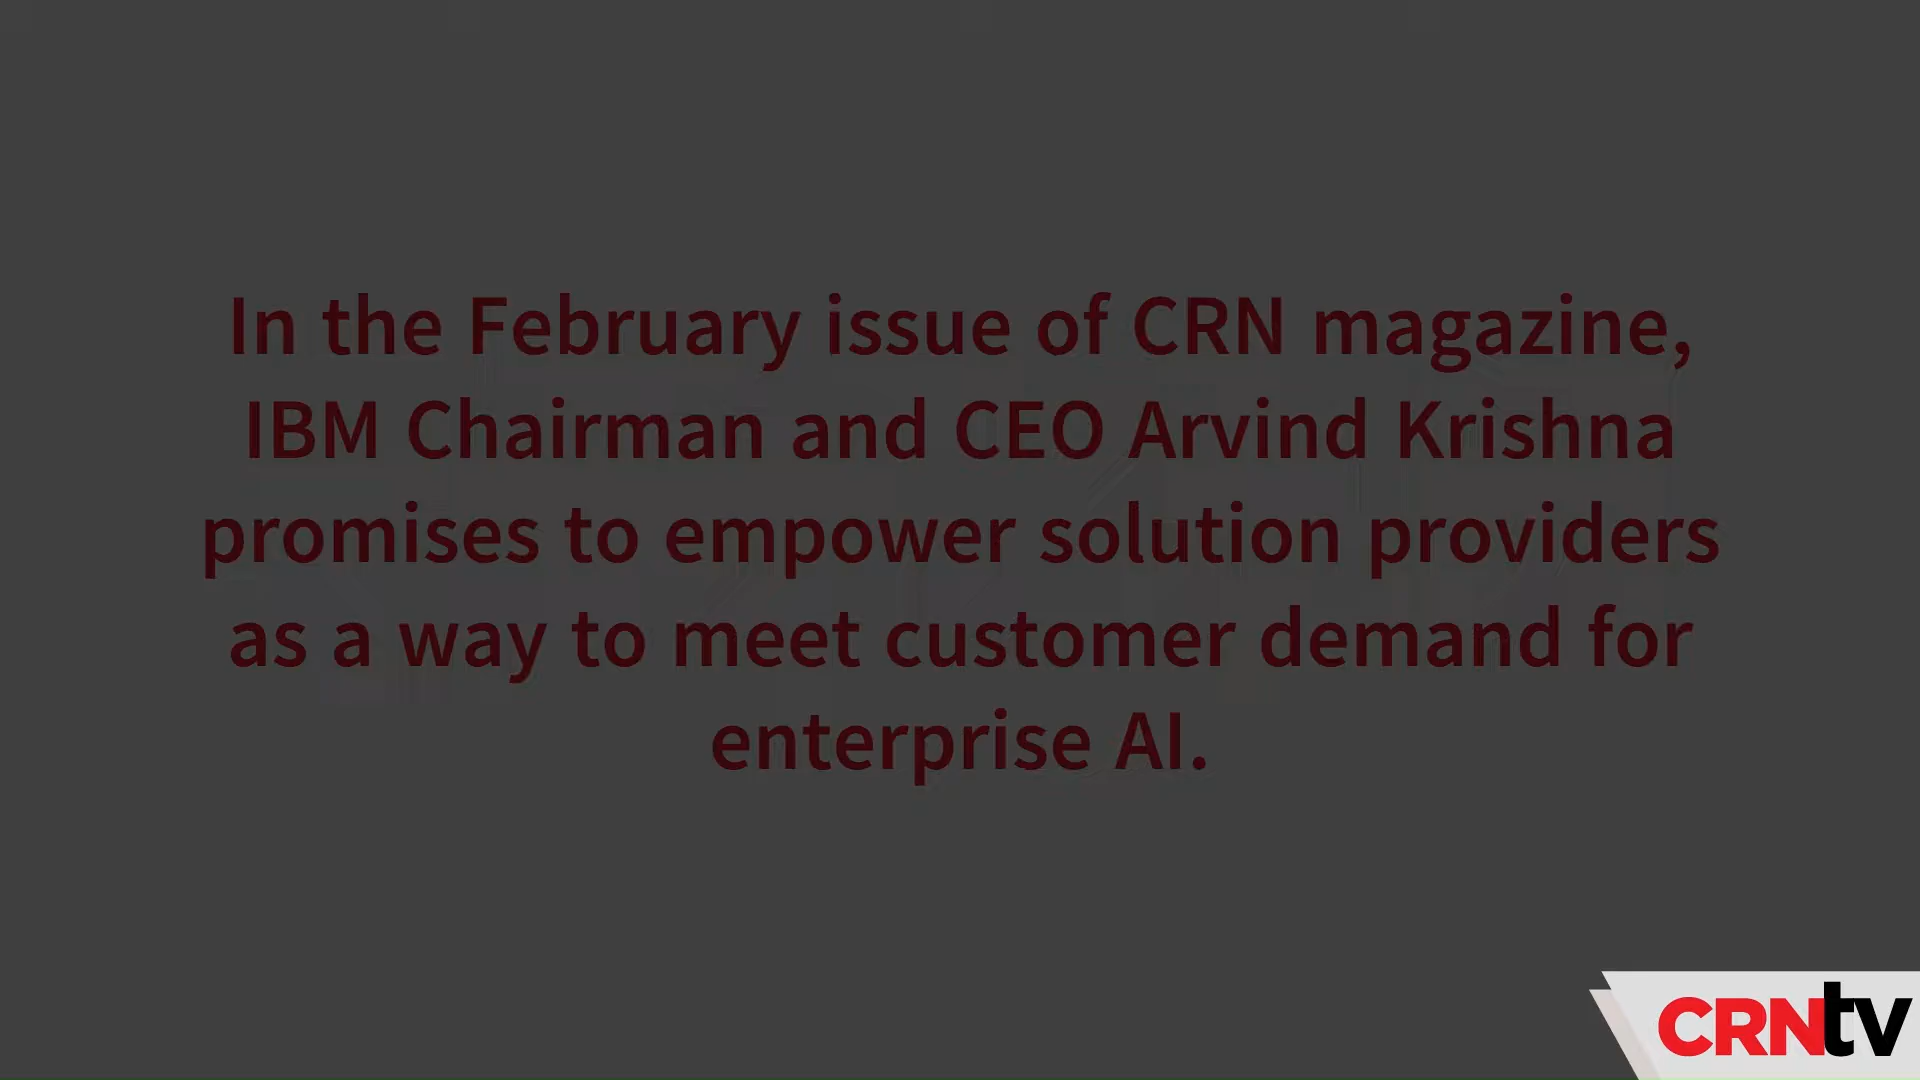 In the February issue of CRN magazine,
IBM Chairman and CEO Arvind Krishna
promises to empower solution providers
as a way to meet customer demand for
enterprise AI.
CRNtv